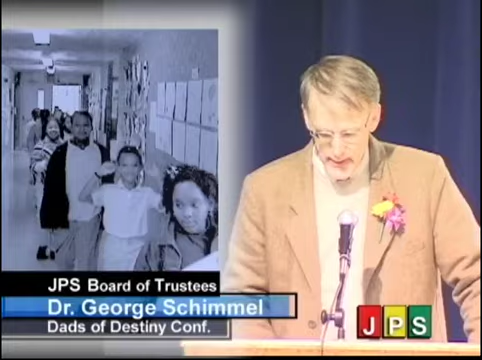 JPS Board of Trustees
Dr. George Schimmel
Dads of Destiny Conf.
JPS